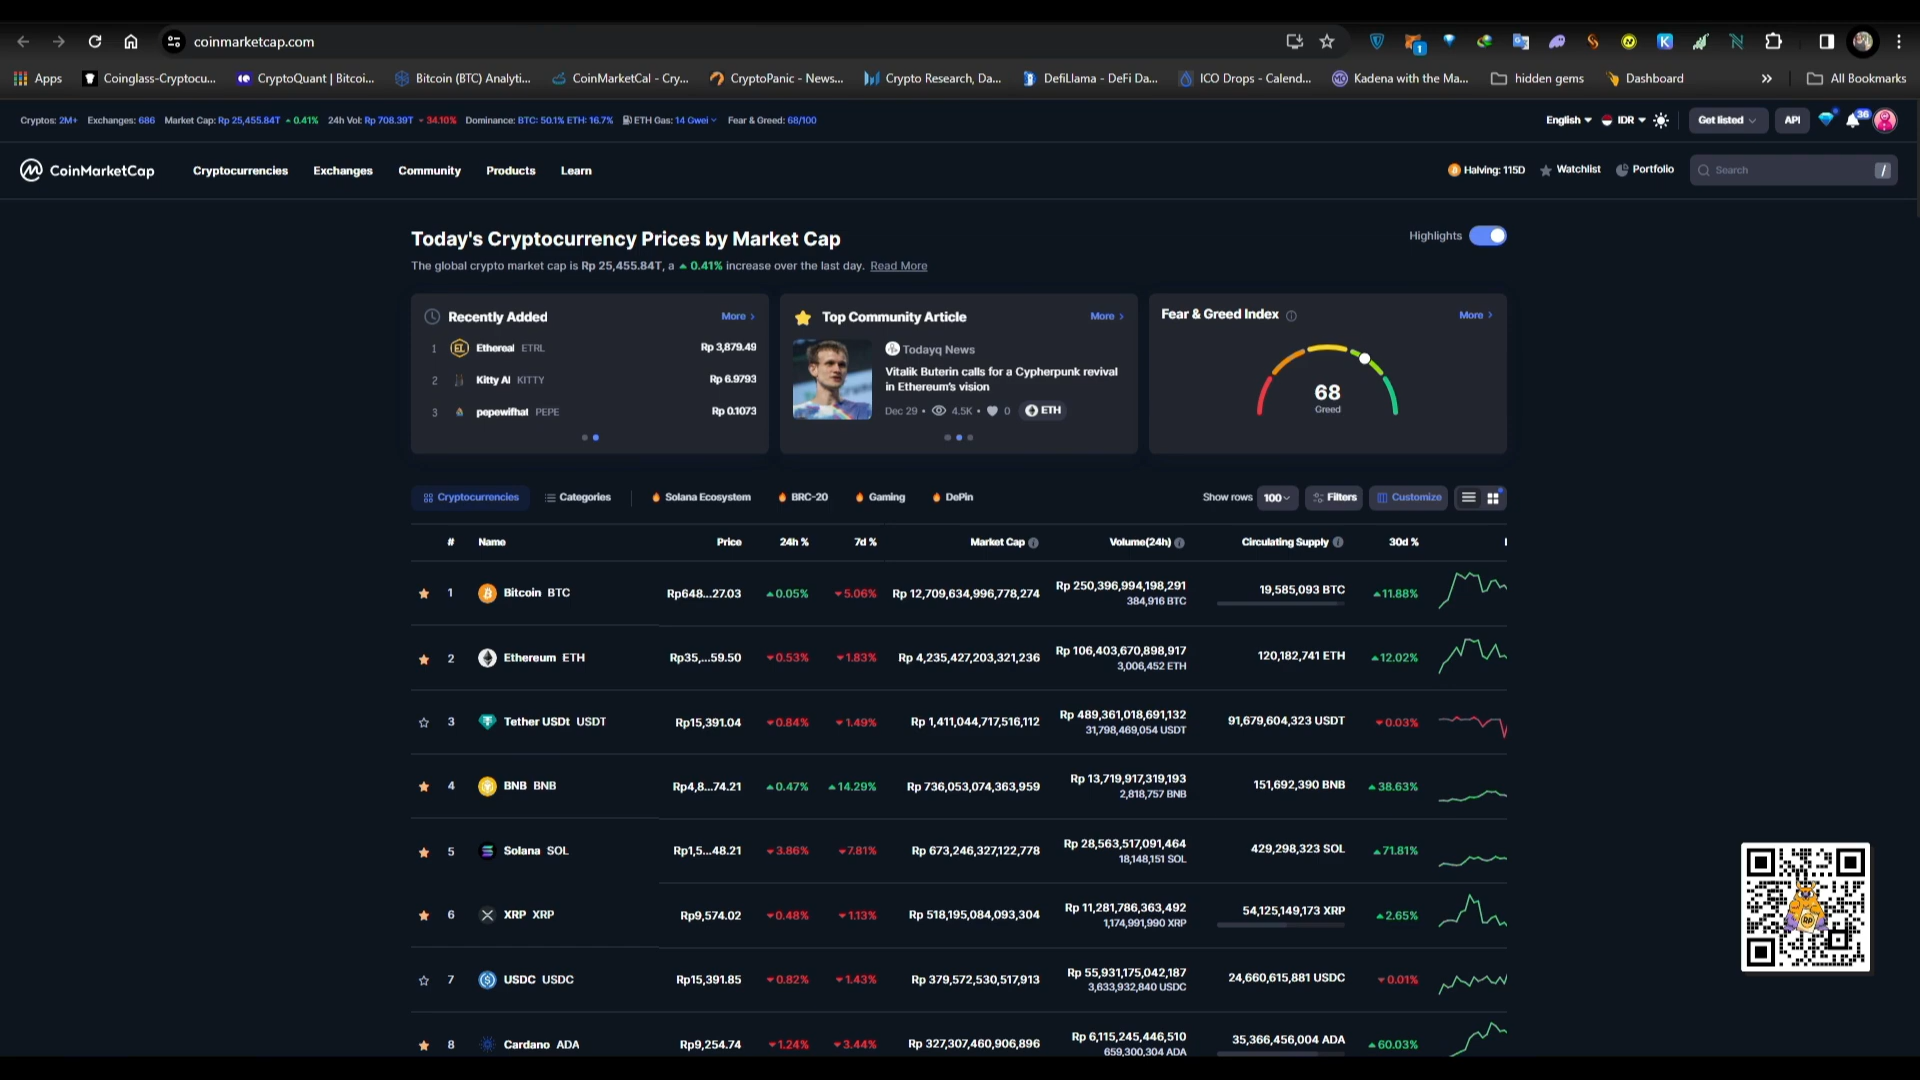 coinmarketcap.com
1
Apps
Coinglass-Cryptocu...
CryptoQuant | Bitcoi...
Bitcoin (BTC) Analyti...
CoinMarketCal - Cry...
CryptoPanic - News...
Crypto Research, Da...
DefiLlama - DeFi Da...
ICO Drops - Calend...
Kadena with the Ma...
hidden gems
Dashboard
»
All Bookmarks
Cryptos: 2M+ Exchanges: 686 Market Cap: Rp 25,455.84T 0.41% 24h Vol: Rp 708.39T 34.10% Dominance: BTC: 50.1% ETH: 16.7% ETH Gas: 14 Gwei Fear & Greed: 68/100
English IDR Get listed API 36
CoinMarketCap Cryptocurrencies Exchanges Community Products Learn
Halving: 115D Watchlist Portfolio Search /
Today's Cryptocurrency Prices by Market Cap
Highlights
The global crypto market cap is Rp 25,455.84T, a 0.41% increase over the last day. Read More
Recently Added More
1 Ethereal ETRL Rp 3,879.49
2 Kitty AI KITTY Rp 6.9793
3 pepewifhat PEPE Rp 0.1073
Top Community Article More
Todayq News
Vitalik Buterin calls for a Cypherpunk revival
in Ethereum's vision
Dec 29 • 4.5K • 0 ETH
Fear & Greed Index More
68
Greed
Cryptocurrencies Categories Solana Ecosystem BRC-20 Gaming DePin Show rows 100 Filters Customize
# Name Price 24h % 7d % Market Cap Volume(24h) Circulating Supply 30d %
1 Bitcoin BTC Rp648...27.03 0.05% 5.06% Rp 12,709,634,996,778,274 Rp 250,396,994,198,291 19,585,093 BTC 11.88%
384,916 BTC
2 Ethereum ETH Rp35,...59.50 0.53% 1.83% Rp 4,235,427,203,321,236 Rp 106,403,670,898,917 120,182,741 ETH 12.02%
3,006,452 ETH
3 Tether USDt USDT Rp15,391.04 0.84% 1.49% Rp 1,411,044,717,516,112 Rp 489,361,018,691,132 91,679,604,323 USDT 0.03%
31,798,469,054 USDT
4 BNB BNB Rp4,8...74.21 0.47% 14.29% Rp 736,053,074,363,959 Rp 13,719,917,319,193 151,692,390 BNB 38.63%
2,818,757 BNB
5 Solana SOL Rp1,5...48.21 3.86% 7.81% Rp 673,246,327,122,778 Rp 28,563,517,091,464 429,298,323 SOL 71.81%
18,148,151 SOL
6 XRP XRP Rp9,574.02 0.48% 1.13% Rp 518,195,084,093,304 Rp 11,281,786,363,492 54,125,149,173 XRP 2.65%
1,174,991,990 XRP
7 USDC USDC Rp15,391.85 0.82% 1.43% Rp 379,572,530,517,913 Rp 55,931,175,042,187 24,660,615,881 USDC 0.01%
3,633,932,840 USDC
8 Cardano ADA Rp9,254.74 1.24% 3.44% Rp 327,307,460,906,896 Rp 6,115,245,446,510 35,366,456,004 ADA 60.03%
659,300,304 ADA
RP